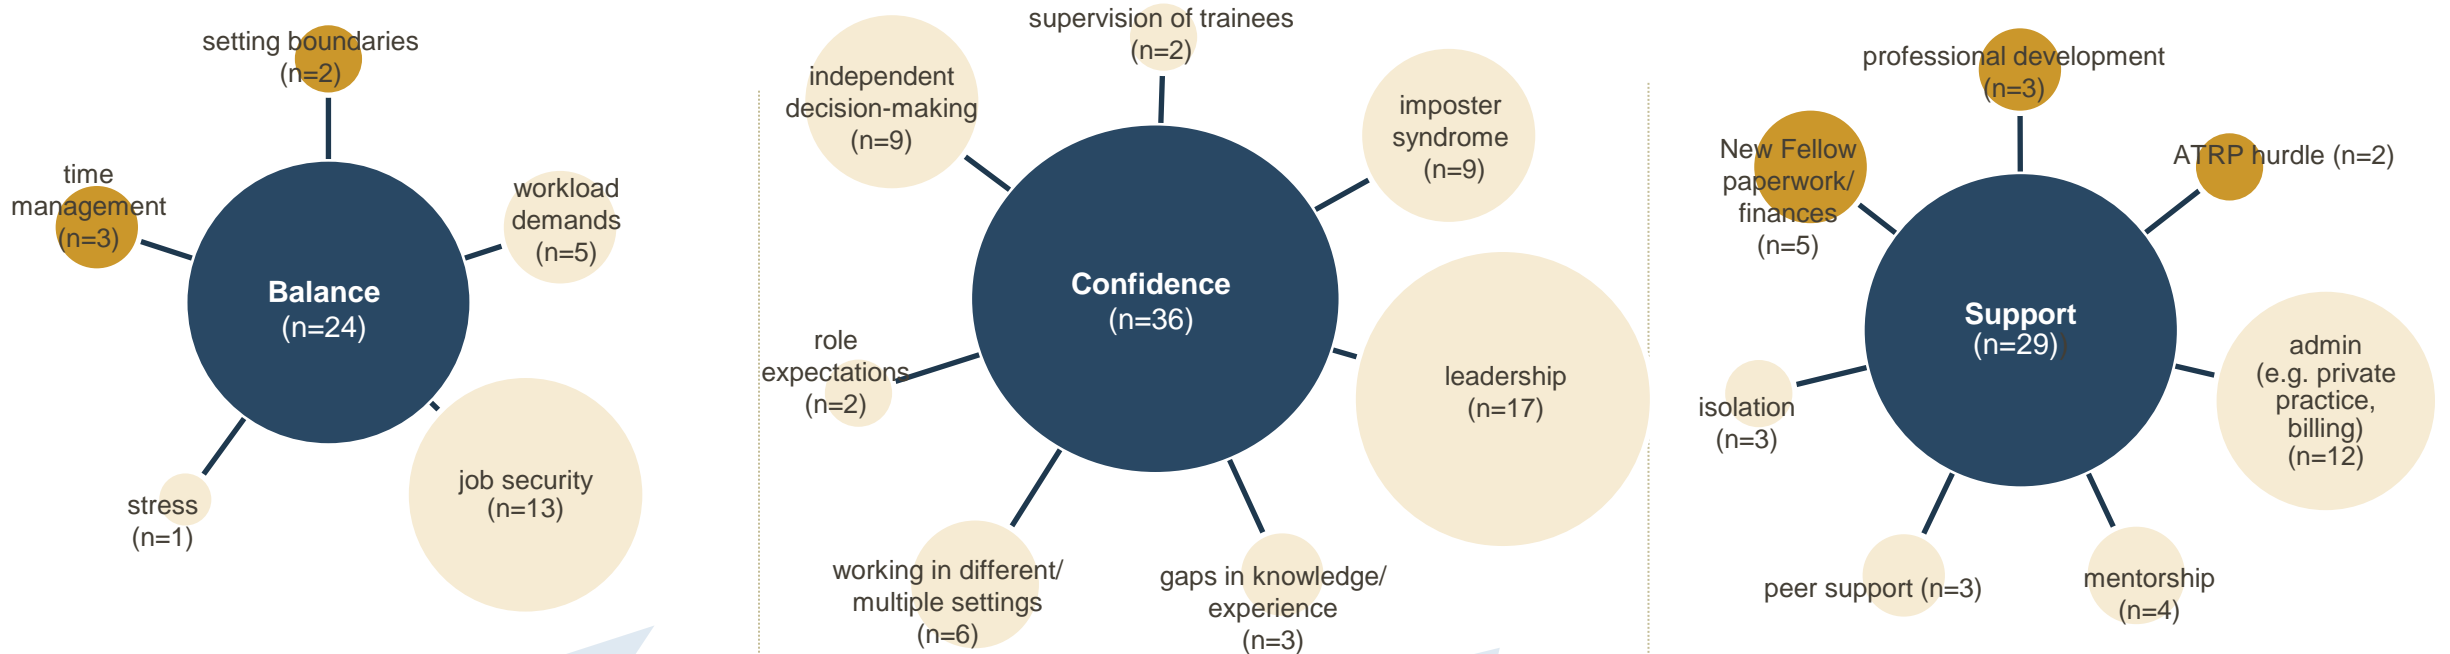 setting boundaries
(n=2)
time
management
(n=3)
workload
demands
(n=5)
Balance
(n=24)
job security
(n=13)
stress
(n=1)
supervision of trainees
(n=2)
independent
decision-making
(n=9)
imposter
syndrome
(n=9)
Confidence
(n=36)
role
expectations
(n=2)
leadership
(n=17)
working in different/
multiple settings
(n=6)
gaps in knowledge/
experience
(n=3)
professional development
(n=3)
New Fellow
paperwork/
finances
(n=5)
ATRP hurdle (n=2)
Support
(n=29))
admin
(e.g. private
practice,
billing)
(n=12)
isolation
(n=3)
peer support (n=3)
mentorship
(n=4)